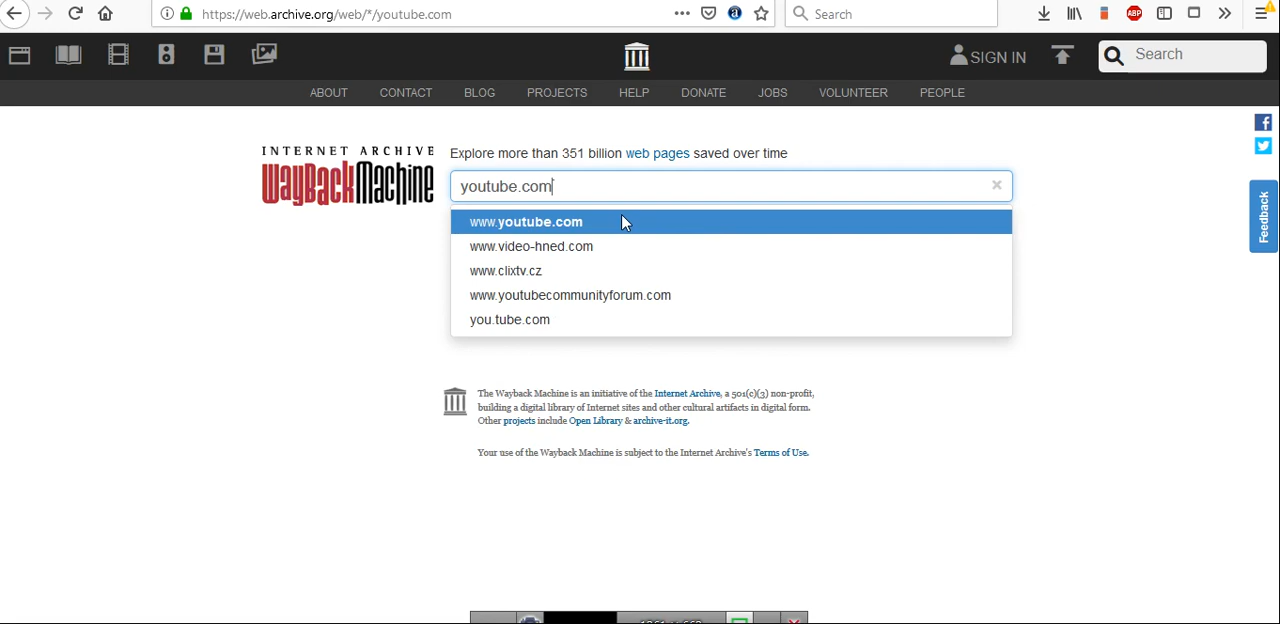 https://web.archive.org/web/*/youtube.com
Search
ABP
SIGN IN
Search
ABOUT CONTACT BLOG PROJECTS HELP DONATE JOBS VOLUNTEER PEOPLE
INTERNET ARCHIVE
WayBackMachine
Explore more than 351 billion web pages saved over time
youtube.com
www.youtube.com
www.video-hned.com
www.clixtv.cz
www.youtubecommunityforum.com
you.tube.com
Feedback
The Wayback Machine is an initiative of the Internet Archive, a 501(c)(3) non-profit,
building a digital library of Internet sites and other cultural artifacts in digital form.
Other projects include Open Library & archive-it.org.
Your use of the Wayback Machine is subject to the Internet Archive's Terms of Use.